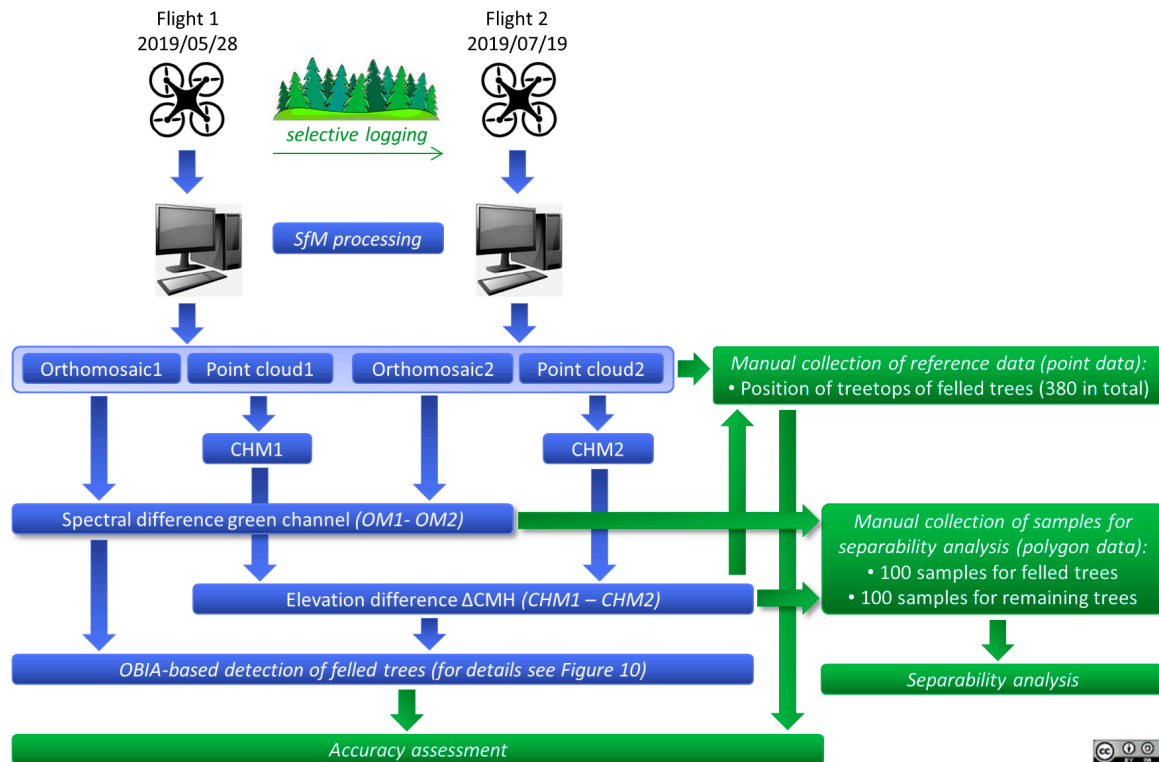 Flight 1
2019/05/28
Flight 2
2019/07/19
selective logging
SfM processing
Orthomosaic1
Point cloud1
Orthomosaic2
Point cloud2
Manual collection of reference data (point data):
• Position of treetops of felled trees (380 in total)
CHM1
CHM2
Spectral difference green channel (OM1- OM2)
Manual collection of samples for
separability analysis (polygon data):
• 100 samples for felled trees
• 100 samples for remaining trees
Elevation difference ΔCMH (CHM1 – CHM2)
OBIA-based detection of felled trees (for details see Figure 10)
Separability analysis
Accuracy assessment
cc